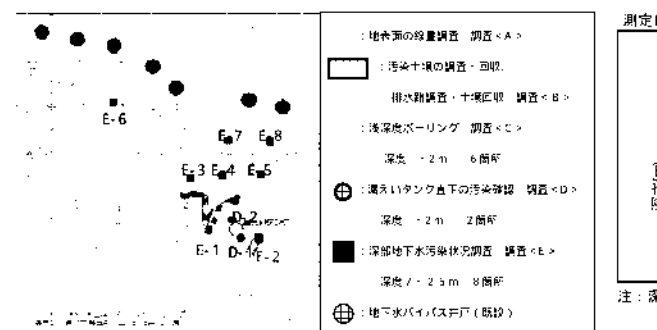 E-6
E-7
E-8
E-3
E-4
E-5
D-2
E-1
D-1
E-2
：地表面の線量調査　調査＜A＞
：汚染土壌の調査・回収、
排水路調査・土壌回収　調査＜B＞
：浅深度ボーリング　調査＜C＞
深度　－2m　6箇所
：漏えいタンク直下の汚染確認　調査＜D＞
深度　－2m　2箇所
：深部地下水汚染状況調査　調査＜E＞
深度7／－25m　8箇所
：地下水バイパス井戸（既設）
測定
注：深